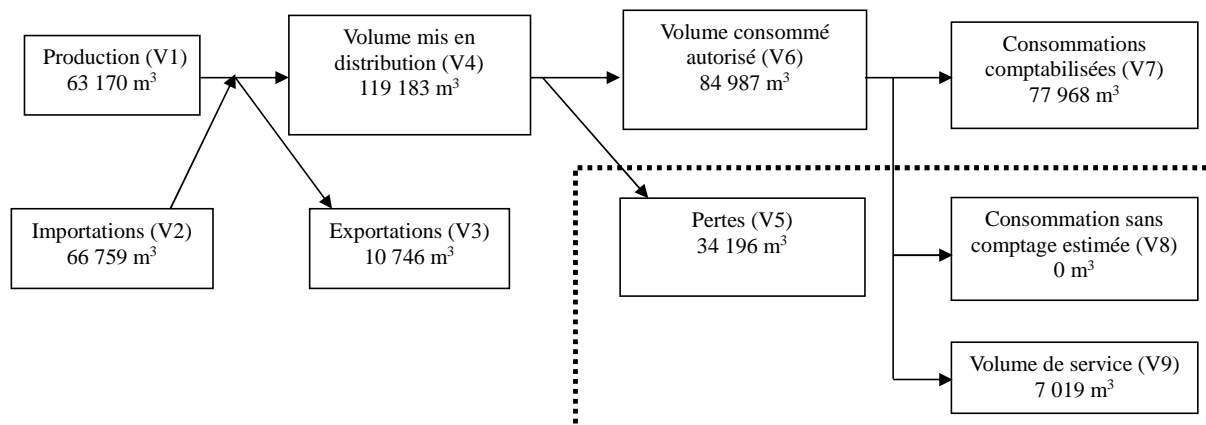 Production (V1)
63 170 m³
Volume mis en
distribution (V4)
119 183 m³
Volume consommé
autorisé (V6)
84 987 m³
Consommations
comptabilisées (V7)
77 968 m³
Importations (V2)
66 759 m³
Exportations (V3)
10 746 m³
Pertes (V5)
34 196 m³
Consommation sans
comptage estimée (V8)
0 m³
Volume de service (V9)
7 019 m³